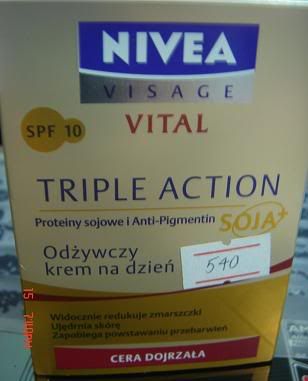 NIVEA
VISAGE
VITAL
SPF 10
TRIPLE ACTION
Proteiny sojowe i Anti-Pigmentin
SOJA+
Odżywczy
krem na dzień
540
Widocznie redukuje zmarszczki
Ujędrnia skórę
Zapobiega powstawaniu przebarwień
CERA DOJRZAŁA